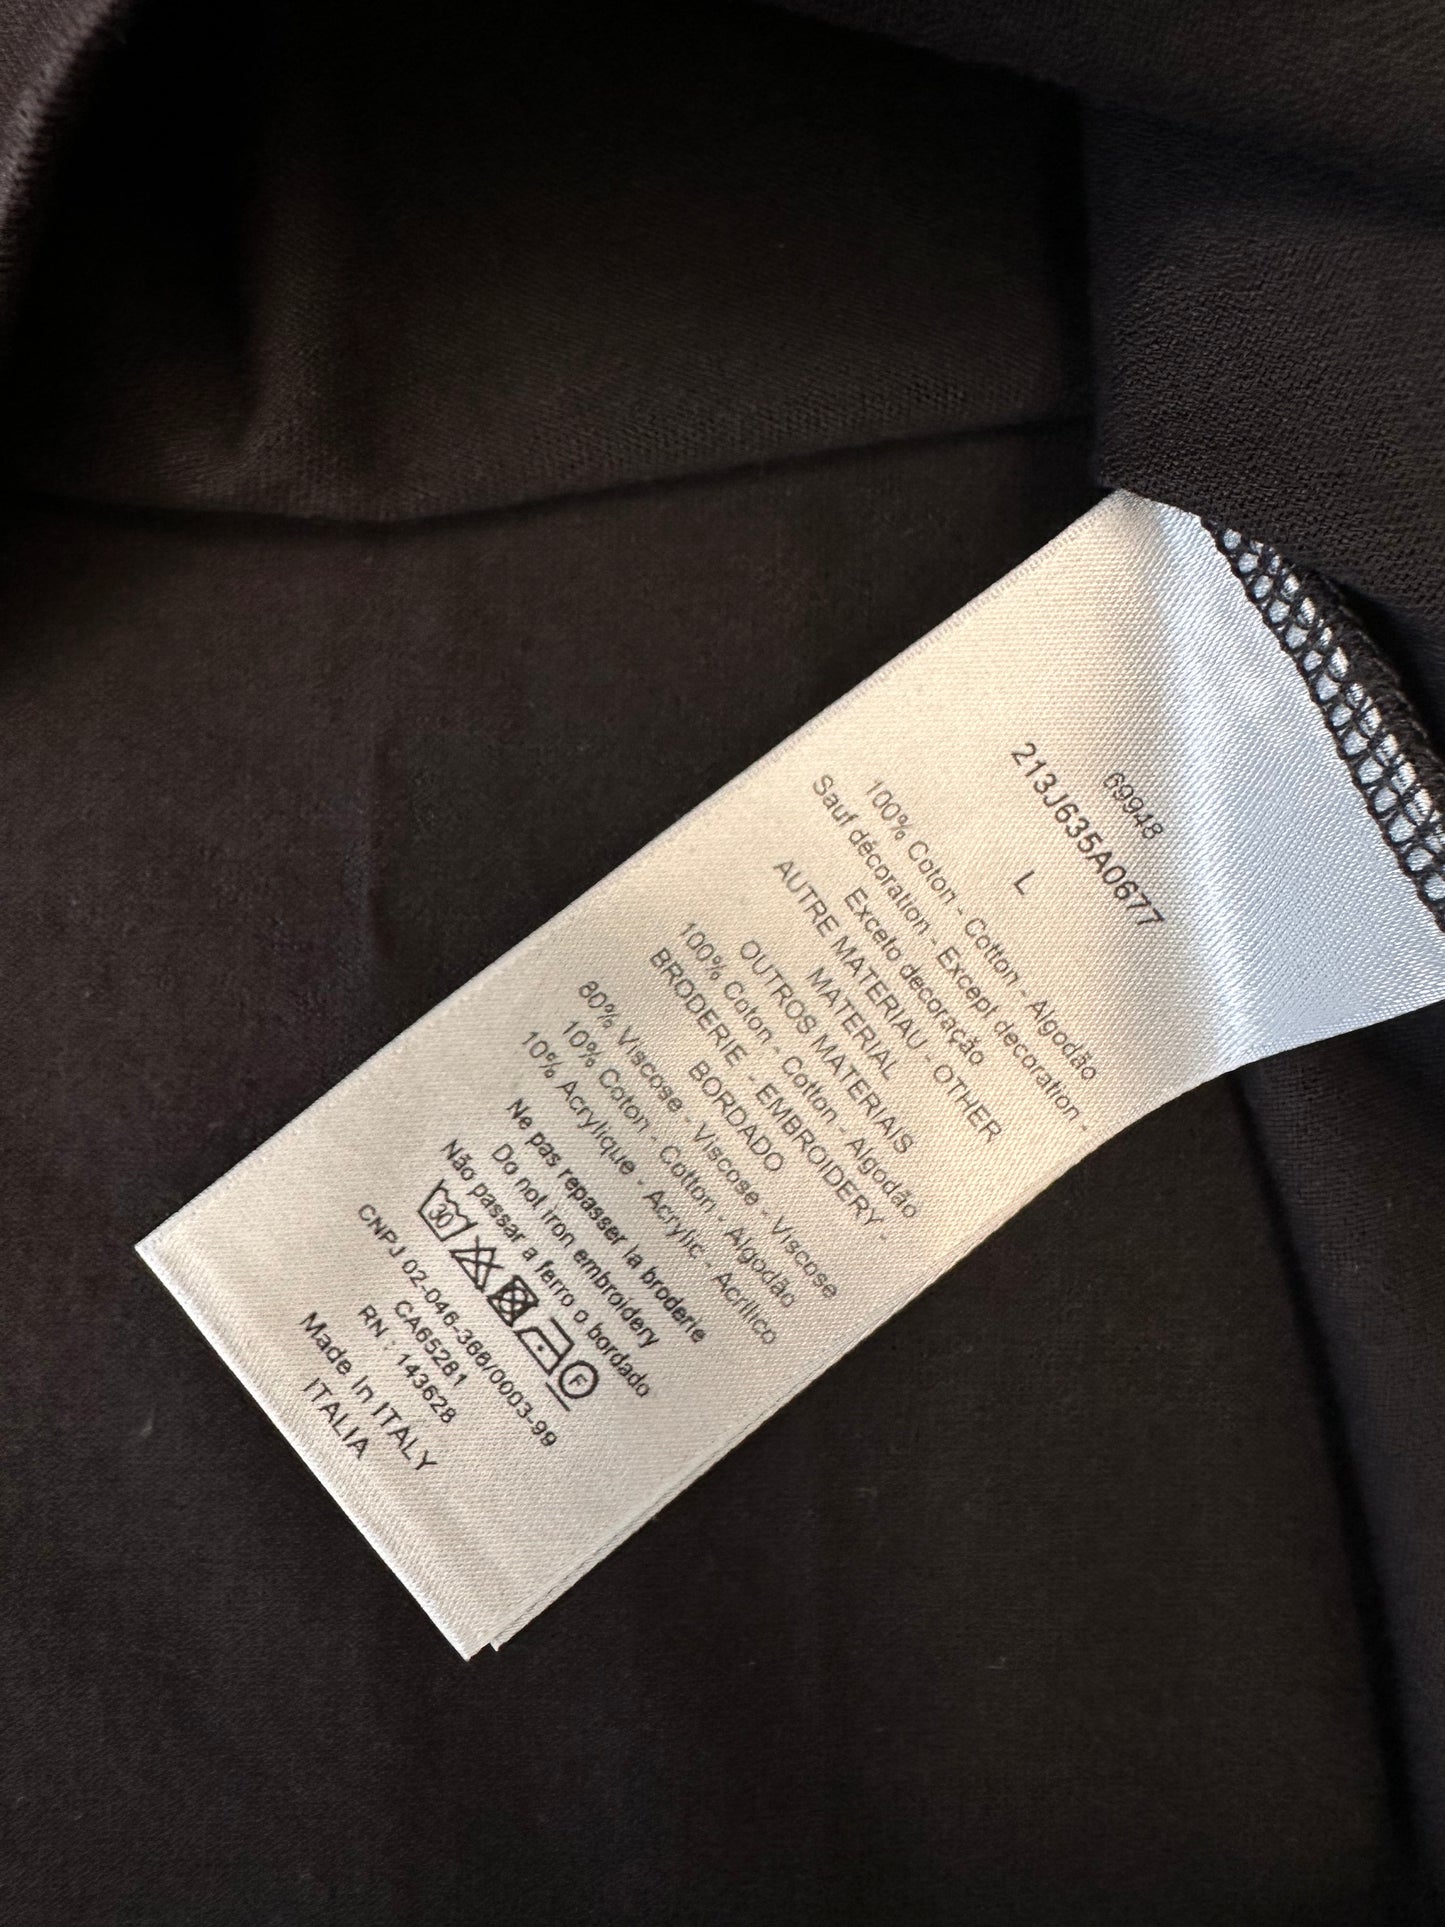 69948
213J635A0677
L
100% Coton - Cotton - Algodão
Sauf décoration - Except decoration -
Exceto decoração
AUTRE MATERIAU - OTHER
MATERIAL
OUTROS MATERIAIS
100% Coton - Cotton - Algodão
BRODERIE - EMBROIDERY -
BORDADO
80% Viscose - Viscose - Viscose
10% Coton - Cotton - Algodão
10% Acrylique - Acrylic - Acrílico
Ne pas repasser la broderie
Do not iron embroidery
Não passar a ferro o bordado
30 F
CNPJ 02-046-366/0003-99
CA65281
RN : 143628
Made In ITALY
ITALIA